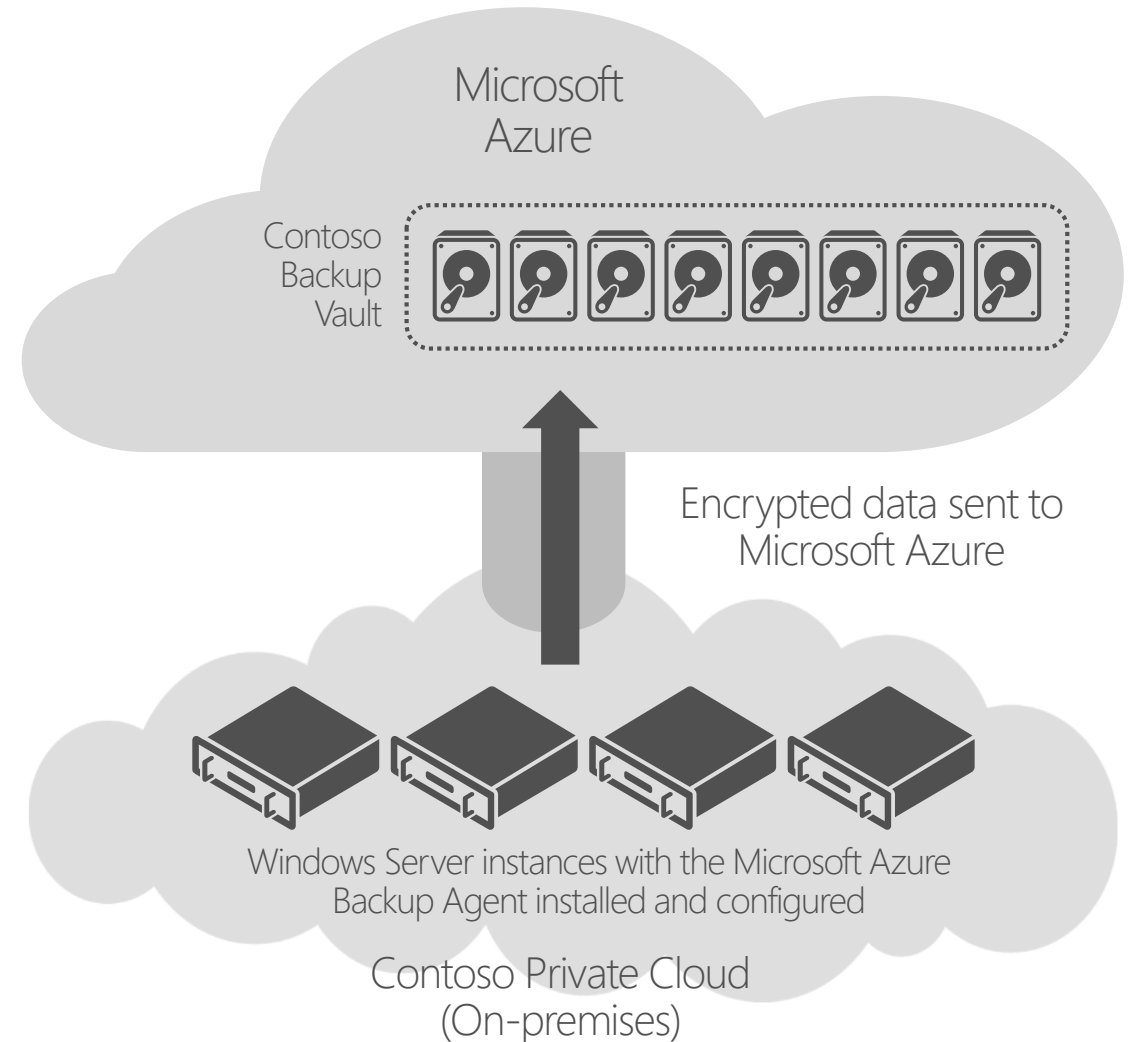 Microsoft
Azure
Contoso
Backup
Vault
Encrypted data sent to
Microsoft Azure
Windows Server instances with the Microsoft Azure
Backup Agent installed and configured
Contoso Private Cloud
(On-premises)